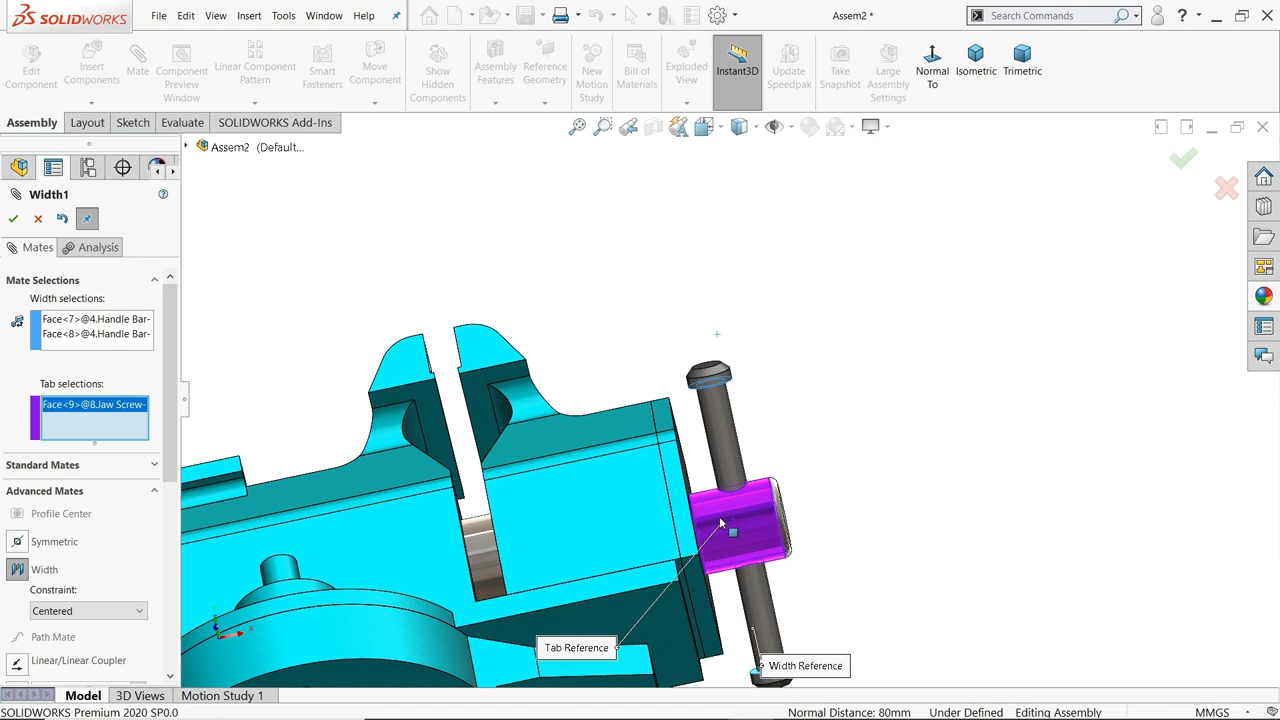 SOLIDWORKS
File Edit View Insert Tools Window Help
Assem2 *
Search Commands
?
Edit Component
Insert Components
Mate
Component Preview Window
Linear Component Pattern
Smart Fasteners
Move Component
Show Hidden Components
Assembly Features
Reference Geometry
New Motion Study
Bill of Materials
Exploded View
Instant3D
Update Speedpak
Take Snapshot
Large Assembly Settings
Normal To
Isometric
Trimetric
Assembly Layout Sketch Evaluate SOLIDWORKS Add-Ins
Assem2 (Default...
Width1
Mates Analysis
Mate Selections
Width selections:
Face<7>@4.Handle Bar-
Face<8>@4.Handle Bar-
Tab selections:
Face<9>@8.Jaw Screw-
Standard Mates
Advanced Mates
Profile Center
Symmetric
Width
Constraint:
Centered
Path Mate
Linear/Linear Coupler
Tab Reference
Width Reference
Model 3D Views Motion Study 1
SOLIDWORKS Premium 2020 SP0.0
Normal Distance: 80mm Under Defined Editing Assembly MMGS